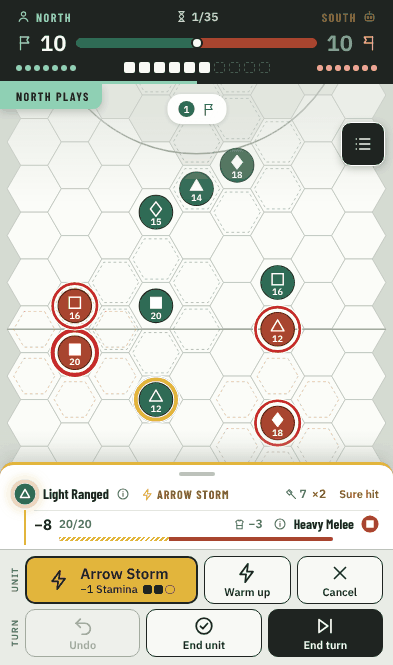 NORTH
1/35
SOUTH
10
10
NORTH PLAYS
1
18
14
15
16
16
20
12
20
12
18
Light Ranged
ARROW STORM
7 ×2
Sure hit
−8 20/20
−3
Heavy Melee
UNIT
Arrow Storm
−1 Stamina
Warm up
Cancel
TURN
Undo
End unit
End turn